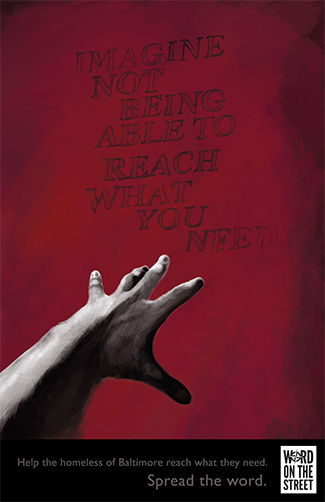 IMAGINE
NOT
BEING
ABLE TO
REACH
WHAT
YOU
NEED
Help the homeless of Baltimore reach what they need.
Spread the word.
WORD
ON THE
STREET